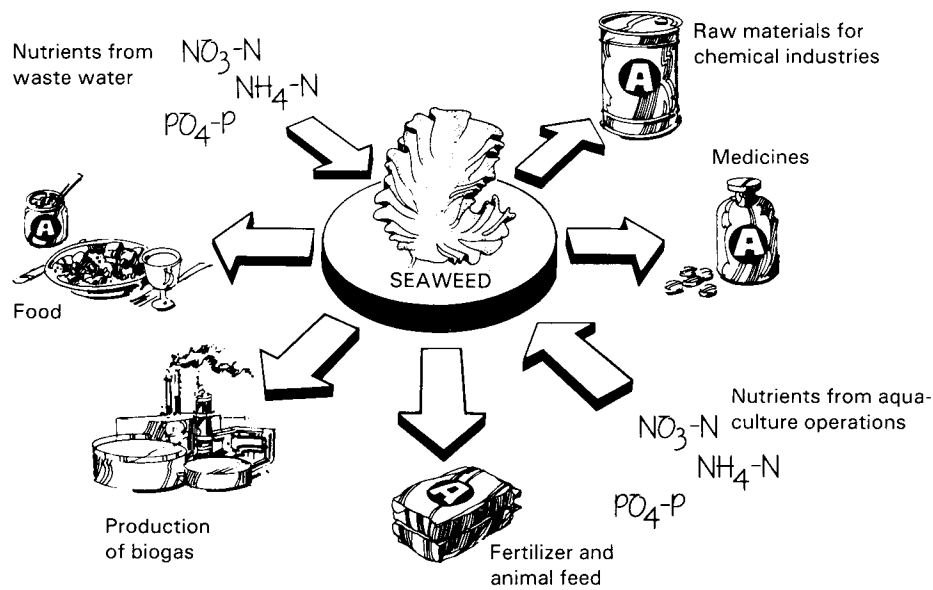 Nutrients from
waste water
NO3-N
NH4-N
PO4-P
Raw materials for
chemical industries
A
Medicines
A
A
Food
SEAWEED
Production
of biogas
A
Fertilizer and
animal feed
Nutrients from aqua-
culture operations
NO3-N
NH4-N
PO4-P